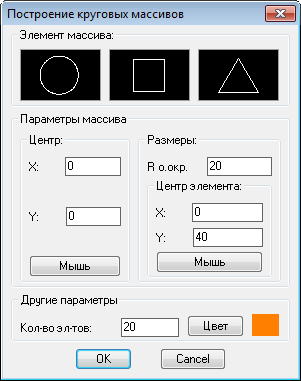 Построение круговых массивов
Элемент массива:
Параметры массива
Центр:
X: 0
Y: 0
Мышь
Размеры:
R о.окр. 20
Центр элемента:
X: 0
Y: 40
Мышь
Другие параметры
Кол-во эл-тов: 20 Цвет
OK Cancel